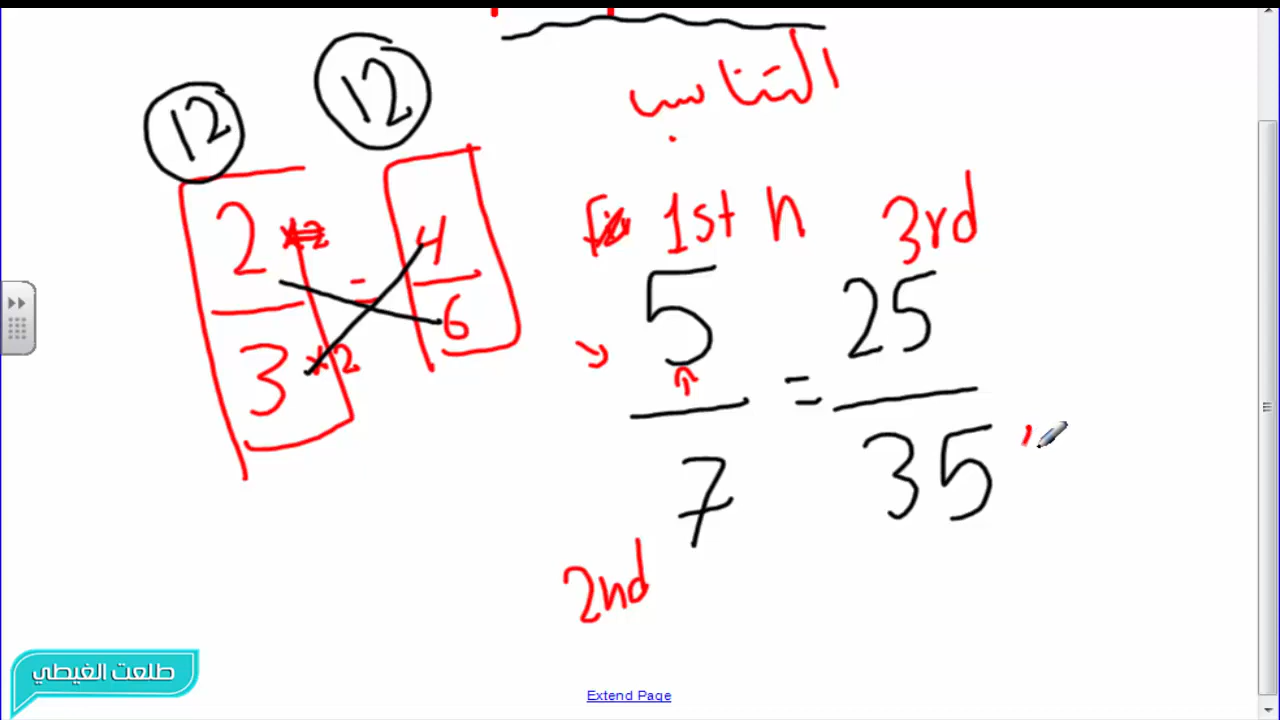 التناسب
12 12
2 ×2 = 4
3 ×2 6
1st n 3rd
5 = 25
7 35
2nd
طلعت الغيطي
Extend Page